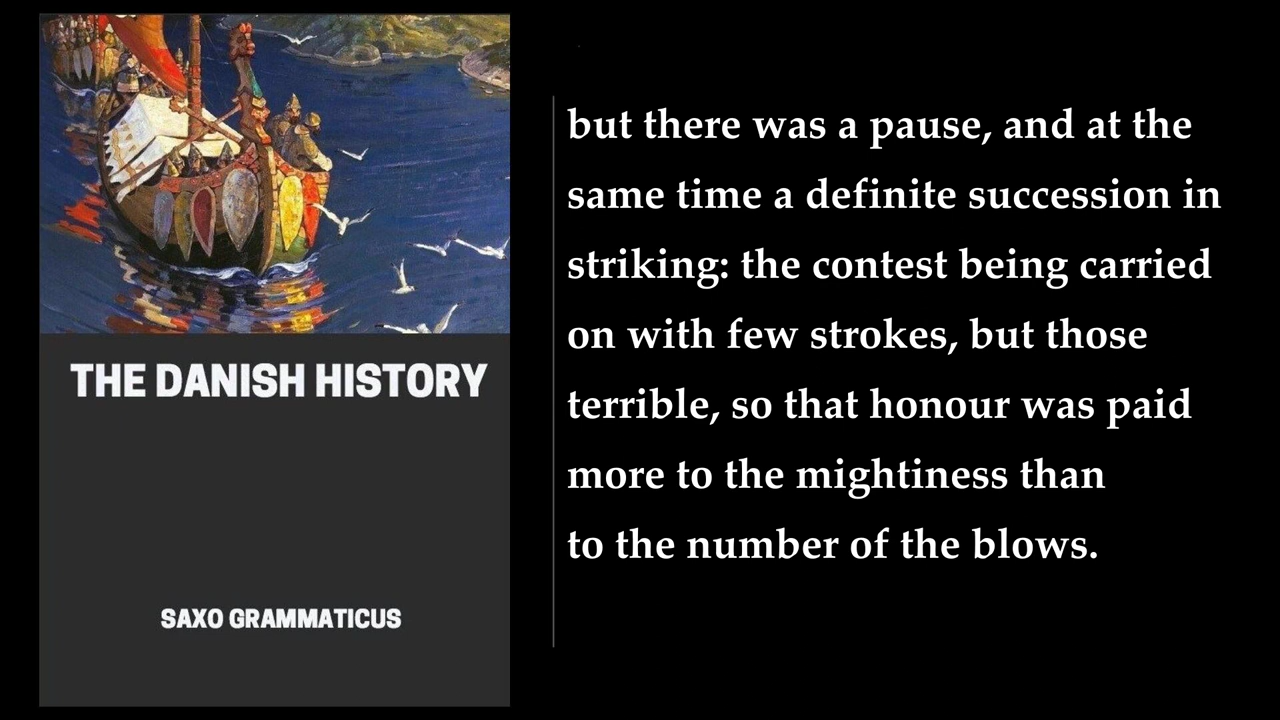 THE DANISH HISTORY
SAXO GRAMMATICUS
but there was a pause, and at the
same time a definite succession in
striking: the contest being carried
on with few strokes, but those
terrible, so that honour was paid
more to the mightiness than
to the number of the blows.